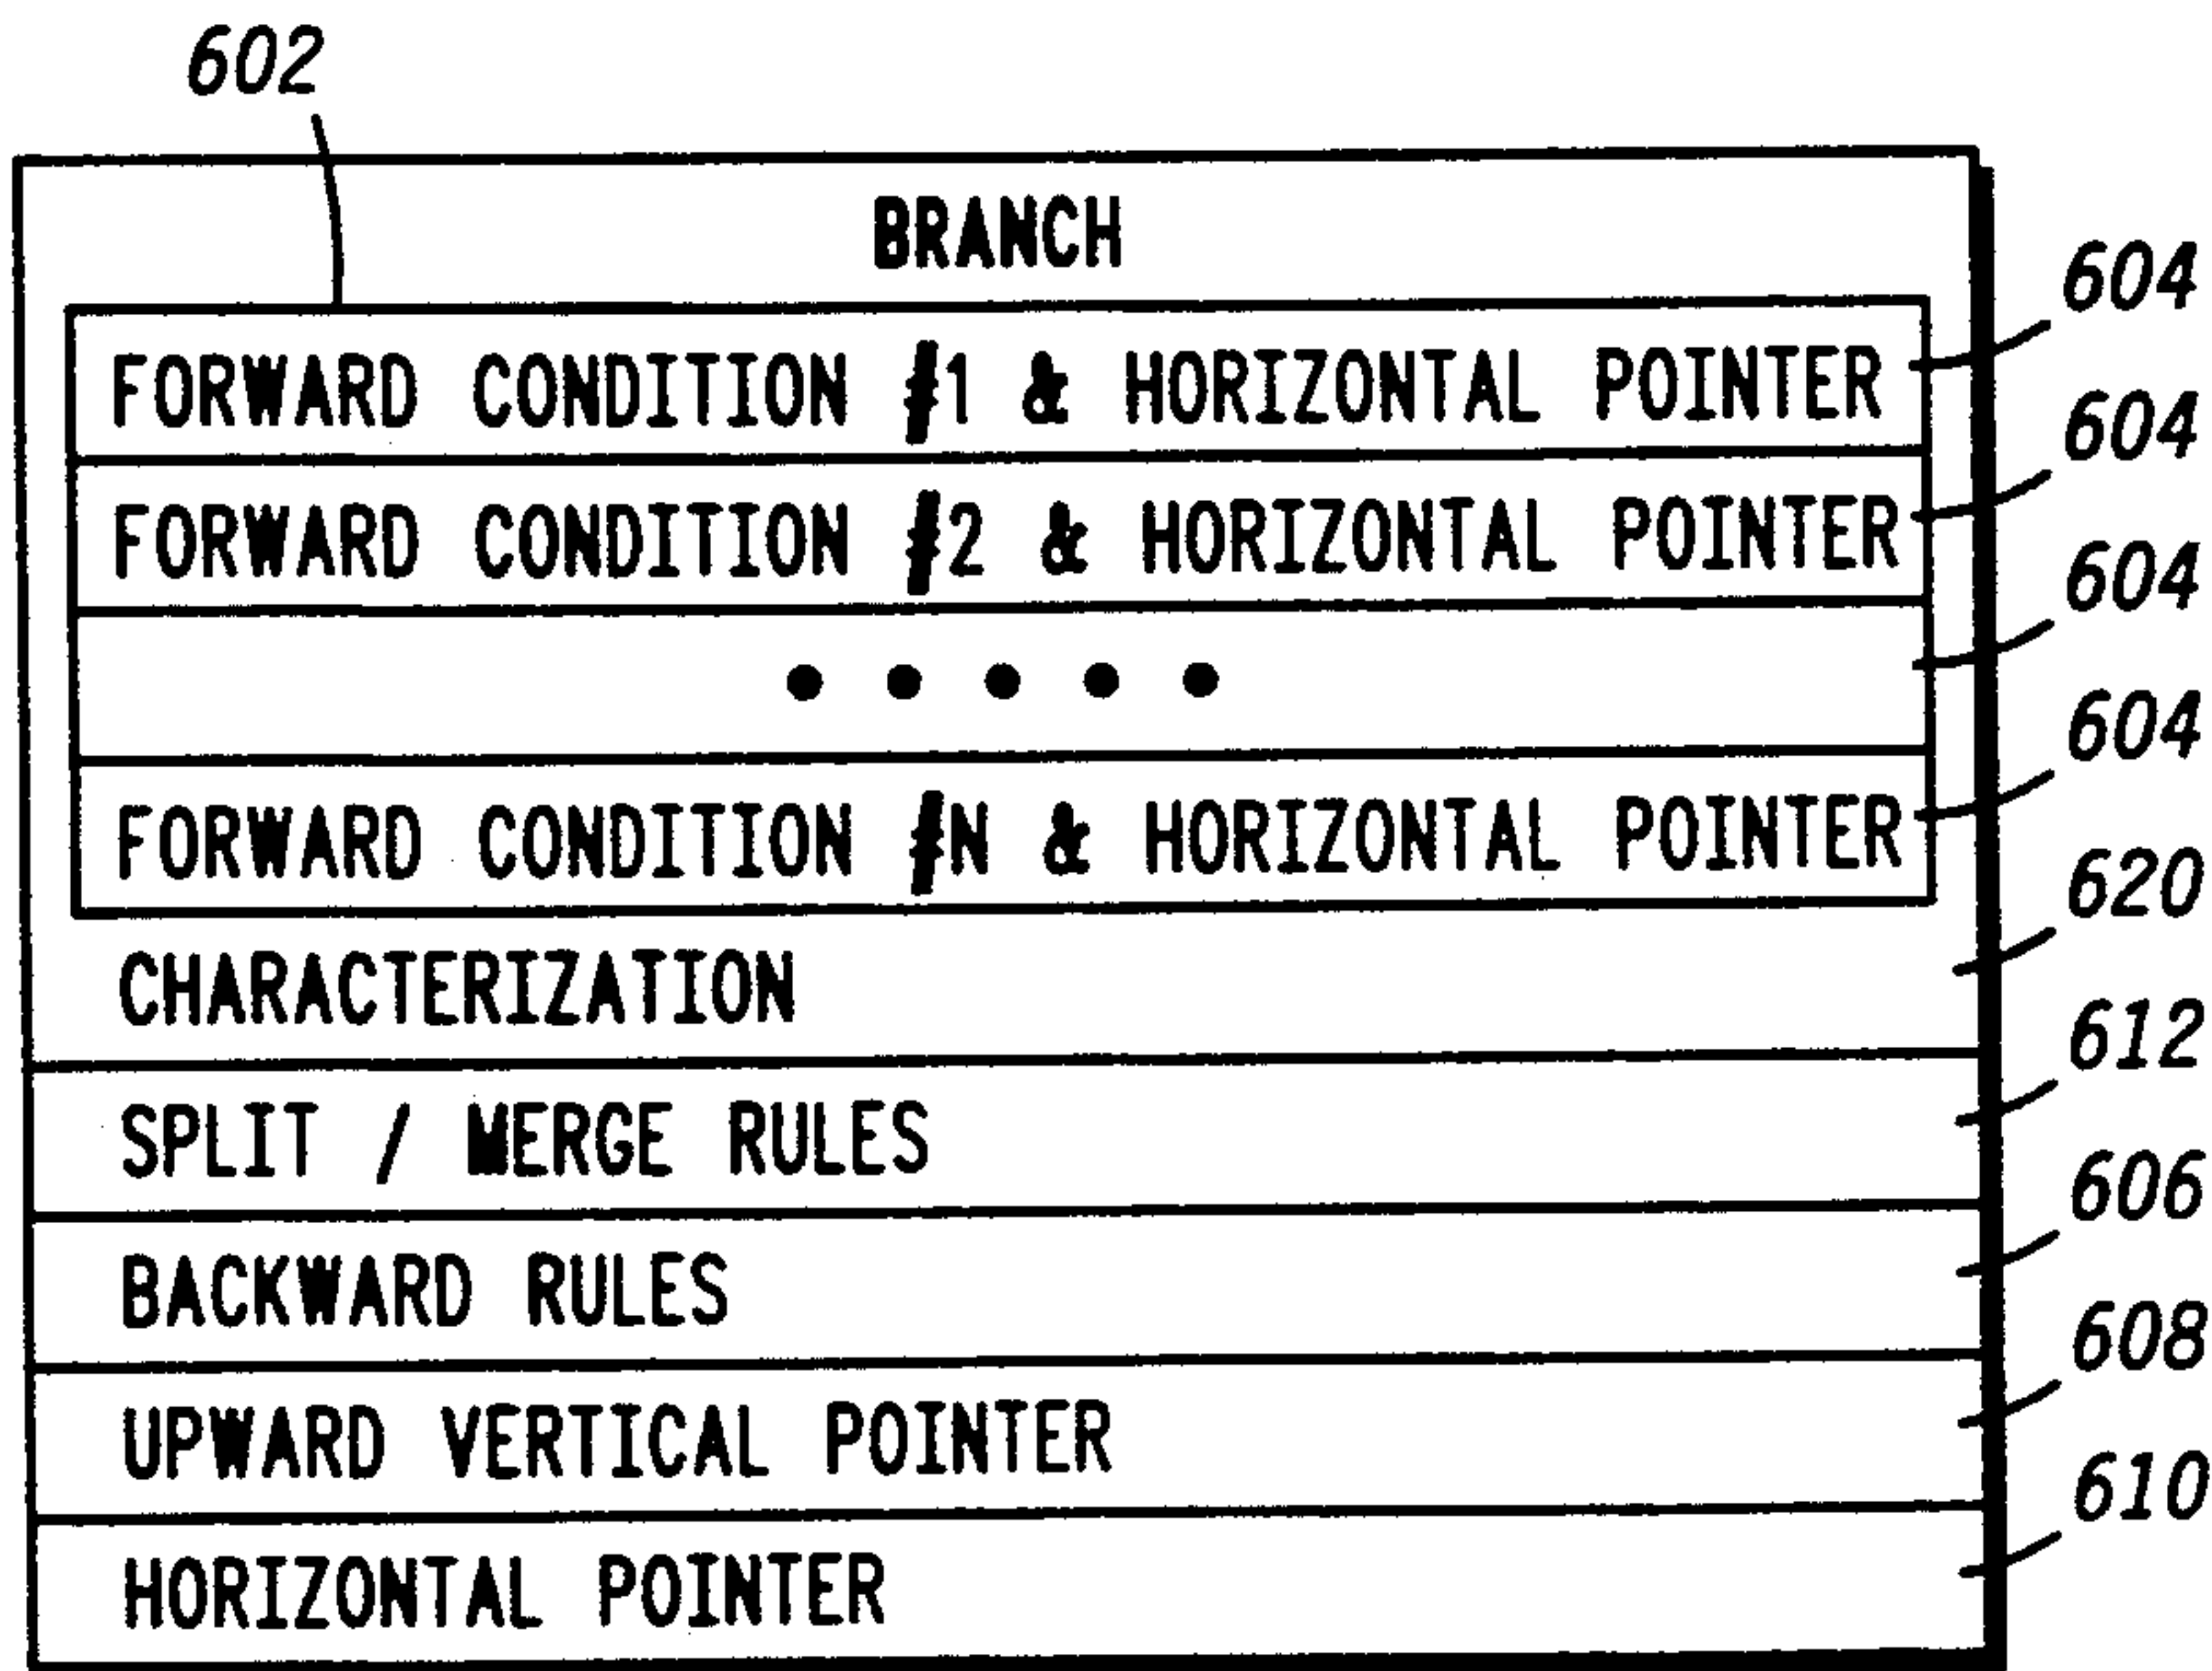 602
BRANCH
604
FORWARD CONDITION #1 & HORIZONTAL POINTER
604
FORWARD CONDITION #2 & HORIZONTAL POINTER
604
• • • • •
604
FORWARD CONDITION #N & HORIZONTAL POINTER
620
CHARACTERIZATION
612
SPLIT / MERGE RULES
606
BACKWARD RULES
608
UPWARD VERTICAL POINTER
610
HORIZONTAL POINTER